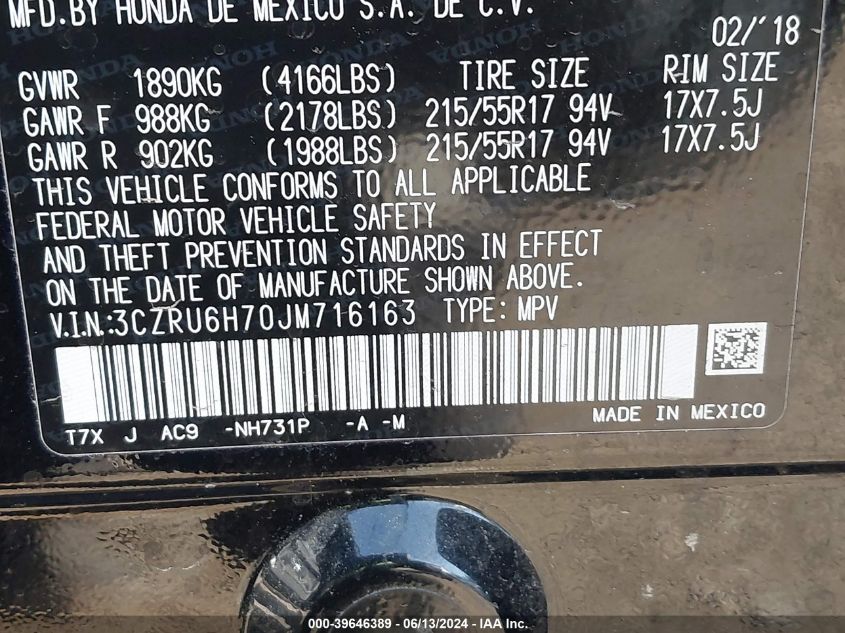 MFD.BY HONDA DE MEXICO S.A. DE C.V.
02/'18
GVWR 1890KG (4166LBS) TIRE SIZE RIM SIZE
GAWR F 988KG (2178LBS) 215/55R17 94V 17X7.5J
GAWR R 902KG (1988LBS) 215/55R17 94V 17X7.5J
THIS VEHICLE CONFORMS TO ALL APPLICABLE
FEDERAL MOTOR VEHICLE SAFETY
AND THEFT PREVENTION STANDARDS IN EFFECT
ON THE DATE OF MANUFACTURE SHOWN ABOVE.
V.I.N.:3CZRU6H70JM716163 TYPE: MPV
T7X J AC9 -NH731P -A -M MADE IN MEXICO
000-39646389 - 06/13/2024 - IAA Inc.